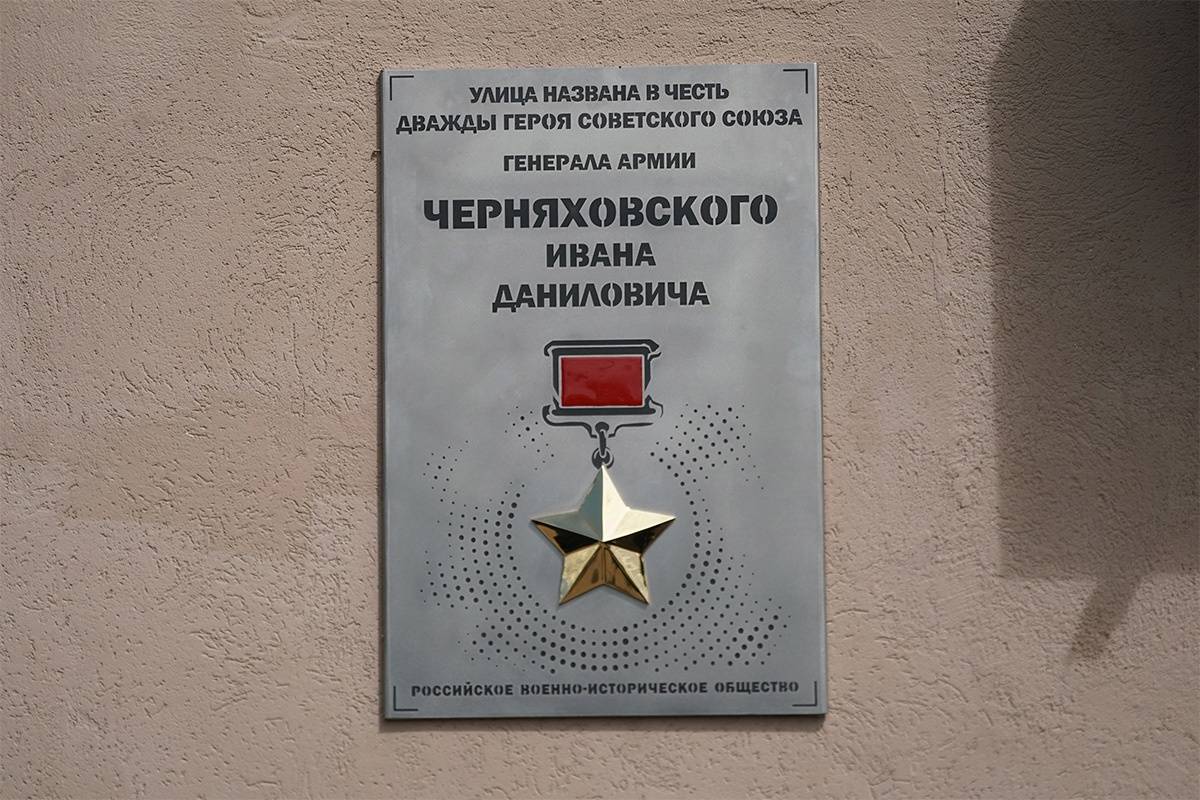 УЛИЦА НАЗВАНА В ЧЕСТЬ
ДВАЖДЫ ГЕРОЯ СОВЕТСКОГО СОЮЗА
ГЕНЕРАЛА АРМИИ
ЧЕРНЯХОВСКОГО
ИВАНА
ДАНИЛОВИЧА
РОССИЙСКОЕ ВОЕННО-ИСТОРИЧЕСКОЕ ОБЩЕСТВО